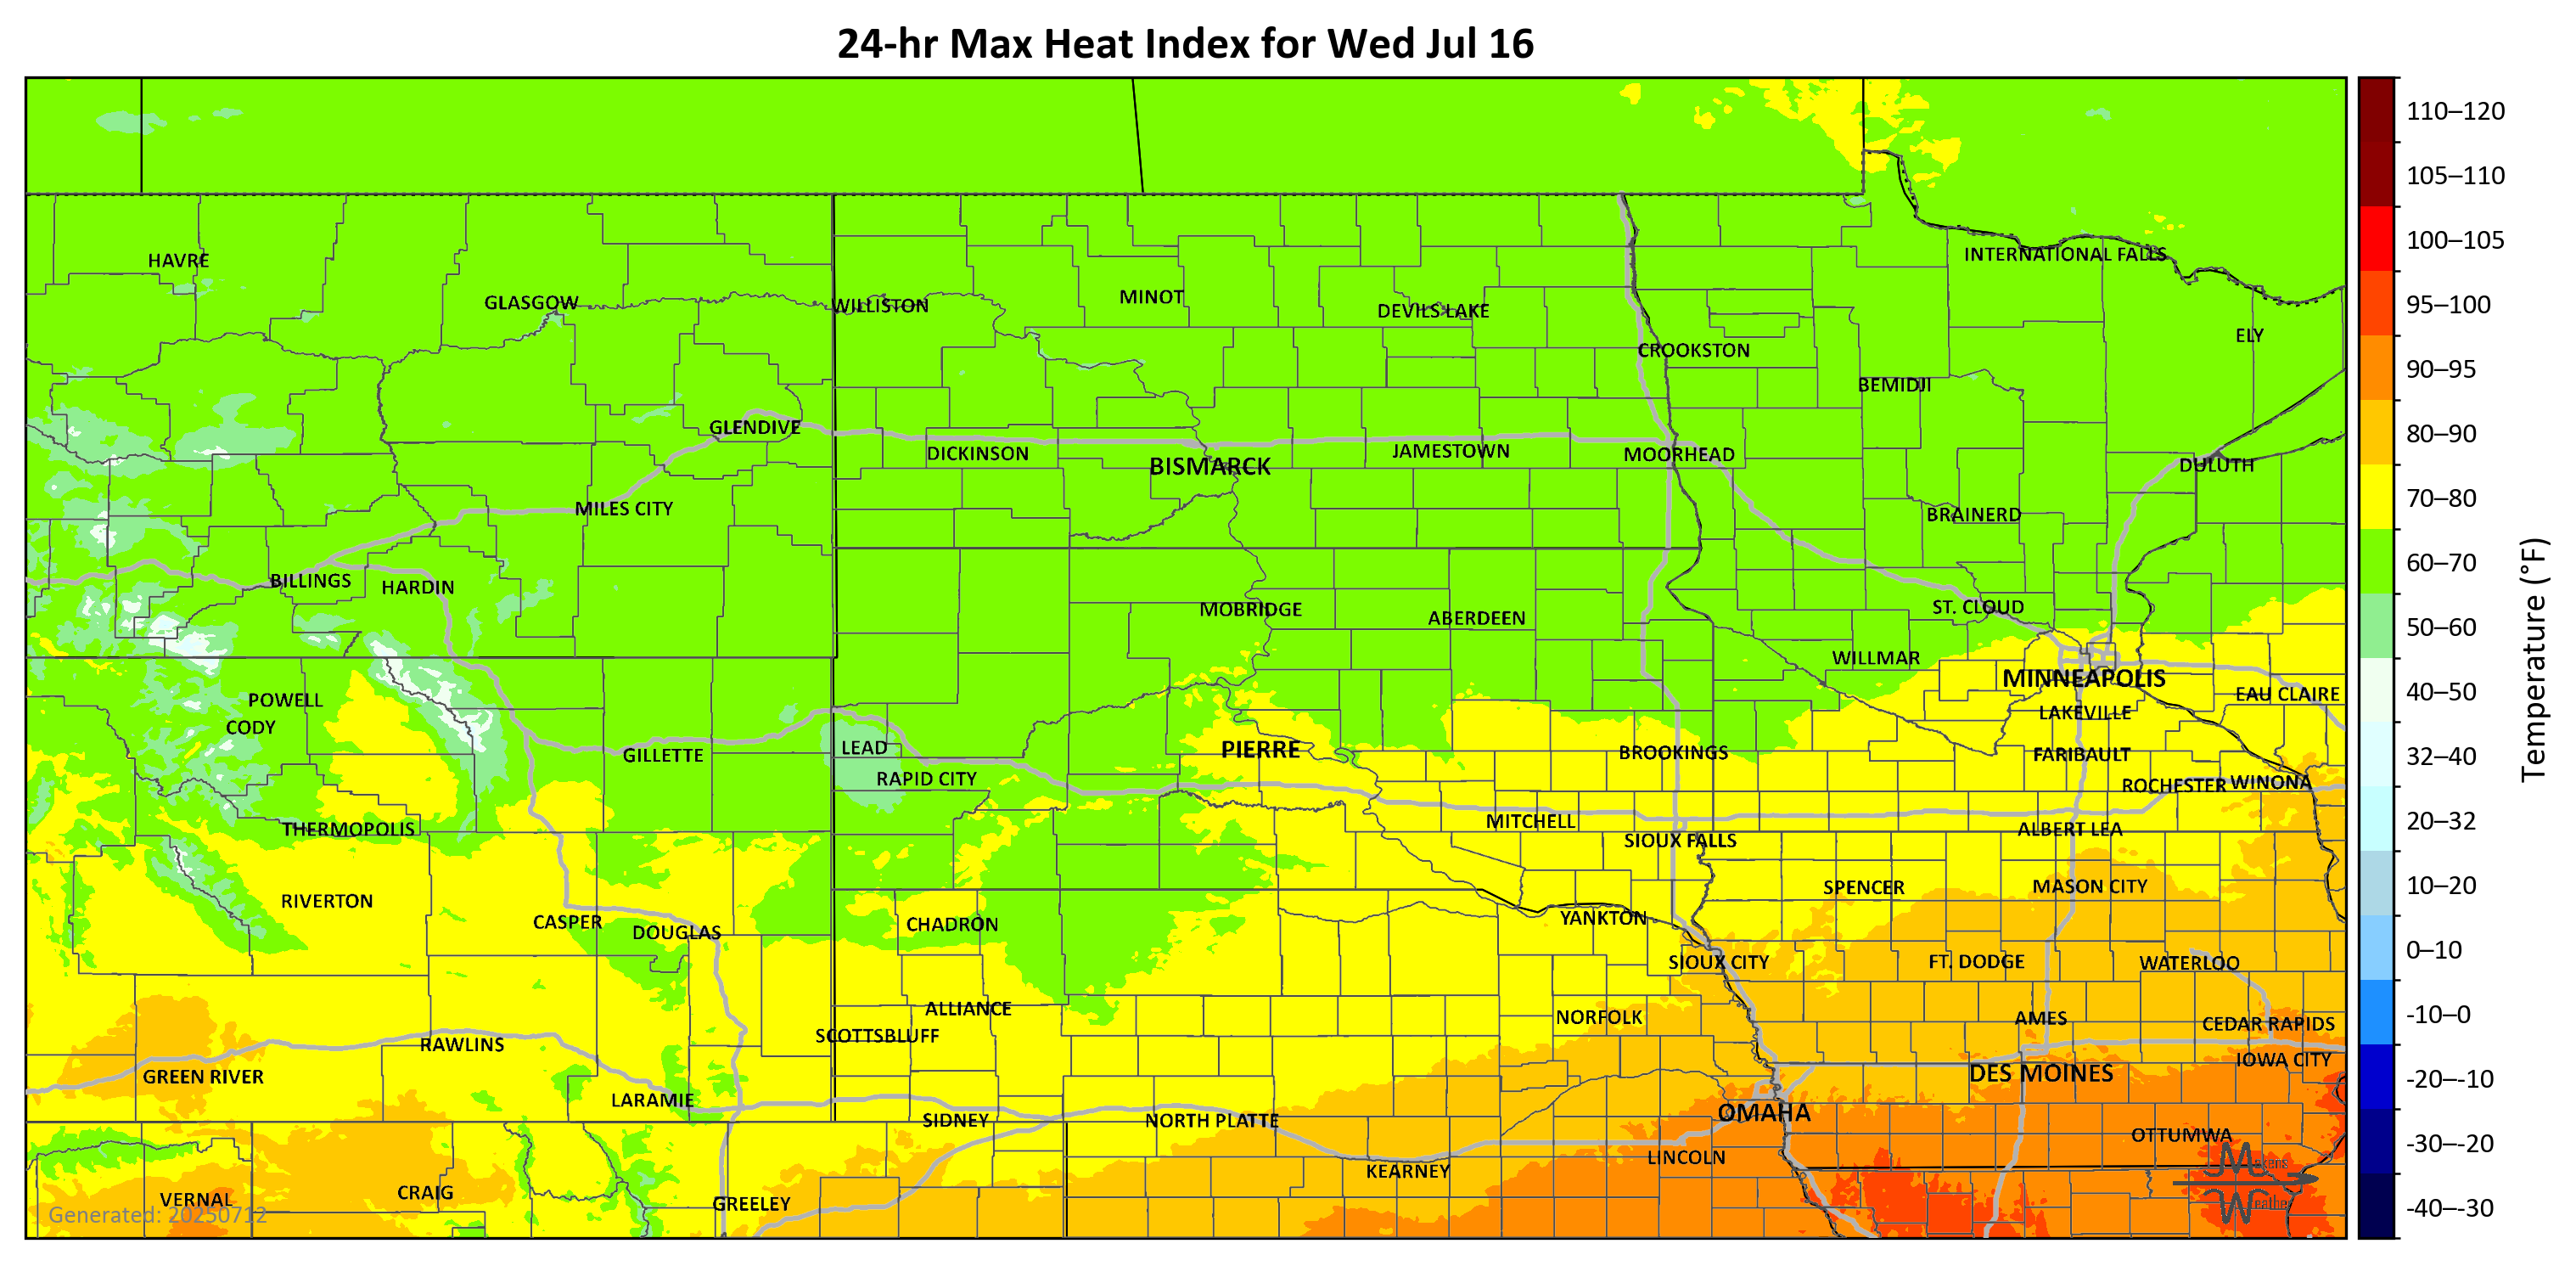 24-hr Max Heat Index for Wed Jul 16
110–120
105–110
100–105
95–100
90–95
80–90
70–80
60–70
50–60
40–50
32–40
20–32
10–20
0–10
-10–0
-20–-10
-30–-20
-40–-30
Temperature (°F)
HAVRE
INTERNATIONAL FALLS
GLASGOW
WILLISTON
MINOT
DEVILS LAKE
ELY
CROOKSTON
BEMIDJI
GLENDIVE
DICKINSON
BISMARCK
JAMESTOWN
MOORHEAD
DULUTH
MILES CITY
BRAINERD
BILLINGS
HARDIN
MOBRIDGE
ABERDEEN
ST. CLOUD
WILLMAR
MINNEAPOLIS
POWELL
EAU CLAIRE
CODY
LAKEVILLE
GILLETTE
LEAD
PIERRE
BROOKINGS
FARIBAULT
RAPID CITY
ROCHESTER
WINONA
THERMOPOLIS
MITCHELL
SIOUX FALLS
ALBERT LEA
RIVERTON
SPENCER
MASON CITY
CASPER
DOUGLAS
CHADRON
YANKTON
SIOUX CITY
FT. DODGE
WATERLOO
ALLIANCE
NORFOLK
AMES
CEDAR RAPIDS
RAWLINS
SCOTTSBLUFF
IOWA CITY
GREEN RIVER
DES MOINES
LARAMIE
SIDNEY
NORTH PLATTE
OMAHA
OTTUMWA
KEARNEY
LINCOLN
VERNAL
CRAIG
GREELEY
Makens
Weather
Generated: 20250712